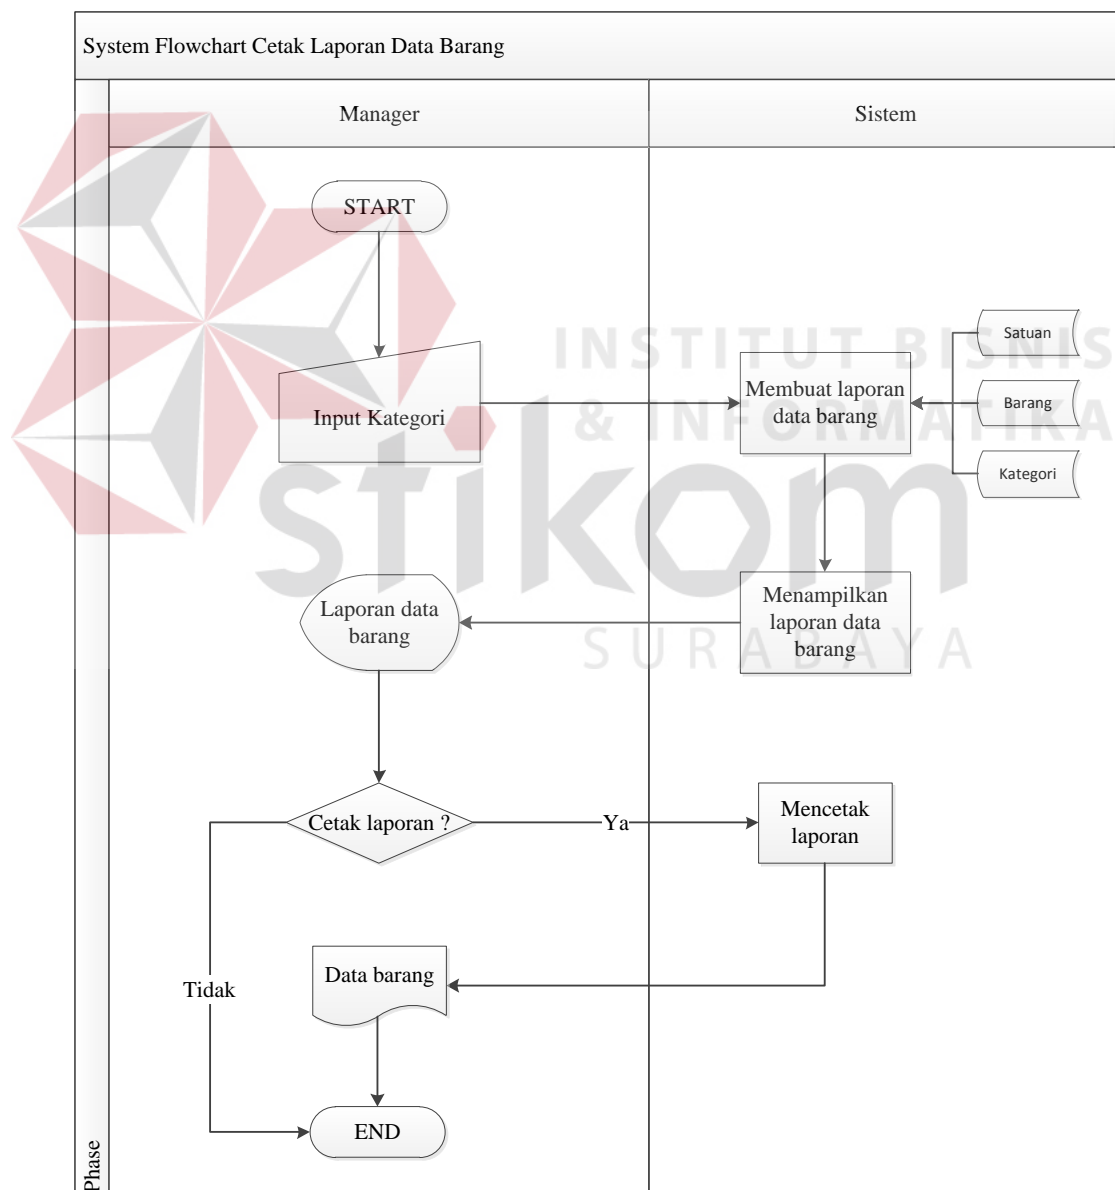 System Flowchart Cetak Laporan Data Barang
Manager
Sistem
START
Input Kategori
Membuat laporan
data barang
Satuan
Barang
Kategori
Laporan data
barang
Menampilkan
laporan data
barang
Cetak laporan ?
Ya
Mencetak
laporan
Data barang
Tidak
END
Phase
INSTITUT BISNIS
& INFORMATIKA
stikom
SURABAYA